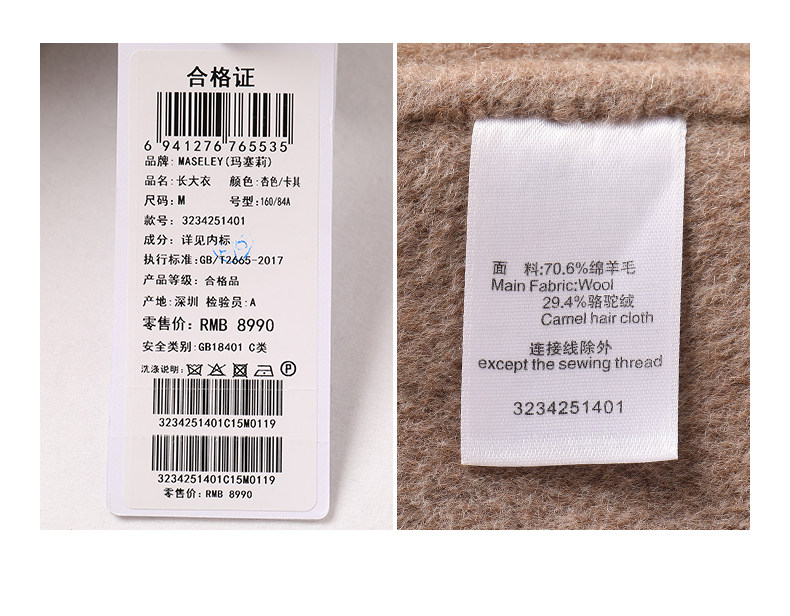 合格证
6 941276 765535
品牌: MASELEY(玛塞莉)
品名: 长大衣 颜色:杏色/卡其
尺码: M 号型:160/84A
款号: 3234251401
成分: 详见内标
执行标准:GB/T2665-2017
产品等级: 合格品
产地:深圳 检验员:A
零售价: RMB 8990
安全类别:GB18401 C类
洗涤说明: P
3234251401C15M0119
3234251401C15M0119
零售价: RMB 8990
面 料:70.6%绵羊毛
Main Fabric:Wool
29.4%骆驼绒
Camel hair cloth
连接线除外
except the sewing thread
3234251401